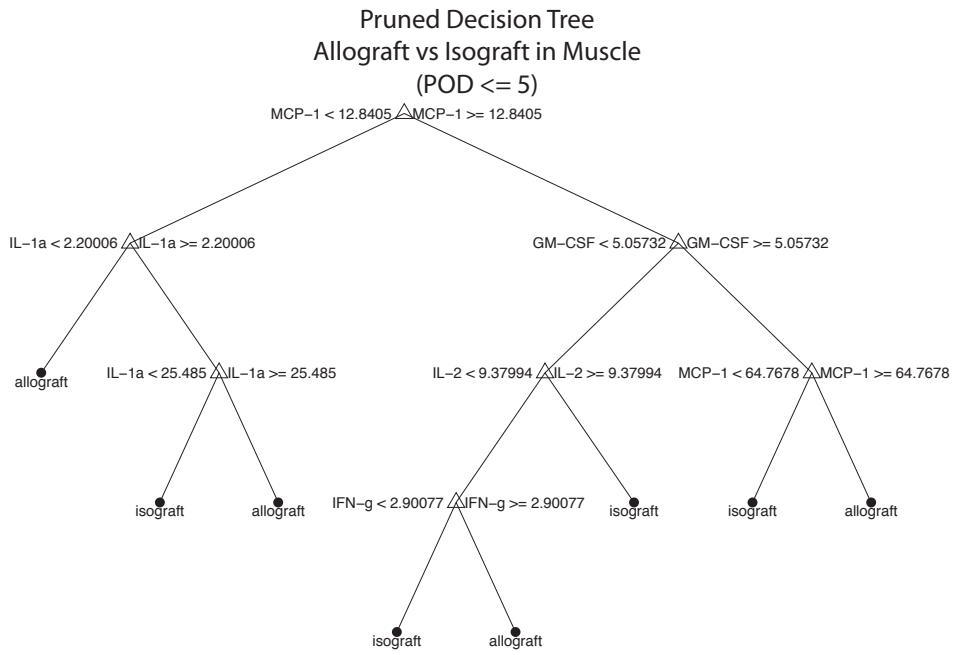 Pruned Decision Tree
Allograft vs Isograft in Muscle
(POD <= 5)
MCP−1 < 12.8405 MCP−1 >= 12.8405
IL−1a < 2.20006 IL−1a >= 2.20006 GM−CSF < 5.05732 GM−CSF >= 5.05732
allograft IL−1a < 25.485 IL−1a >= 25.485 IL−2 < 9.37994 IL−2 >= 9.37994 MCP−1 < 64.7678 MCP−1 >= 64.7678
isograft allograft IFN−g < 2.90077 IFN−g >= 2.90077 isograft isograft allograft
isograft allograft